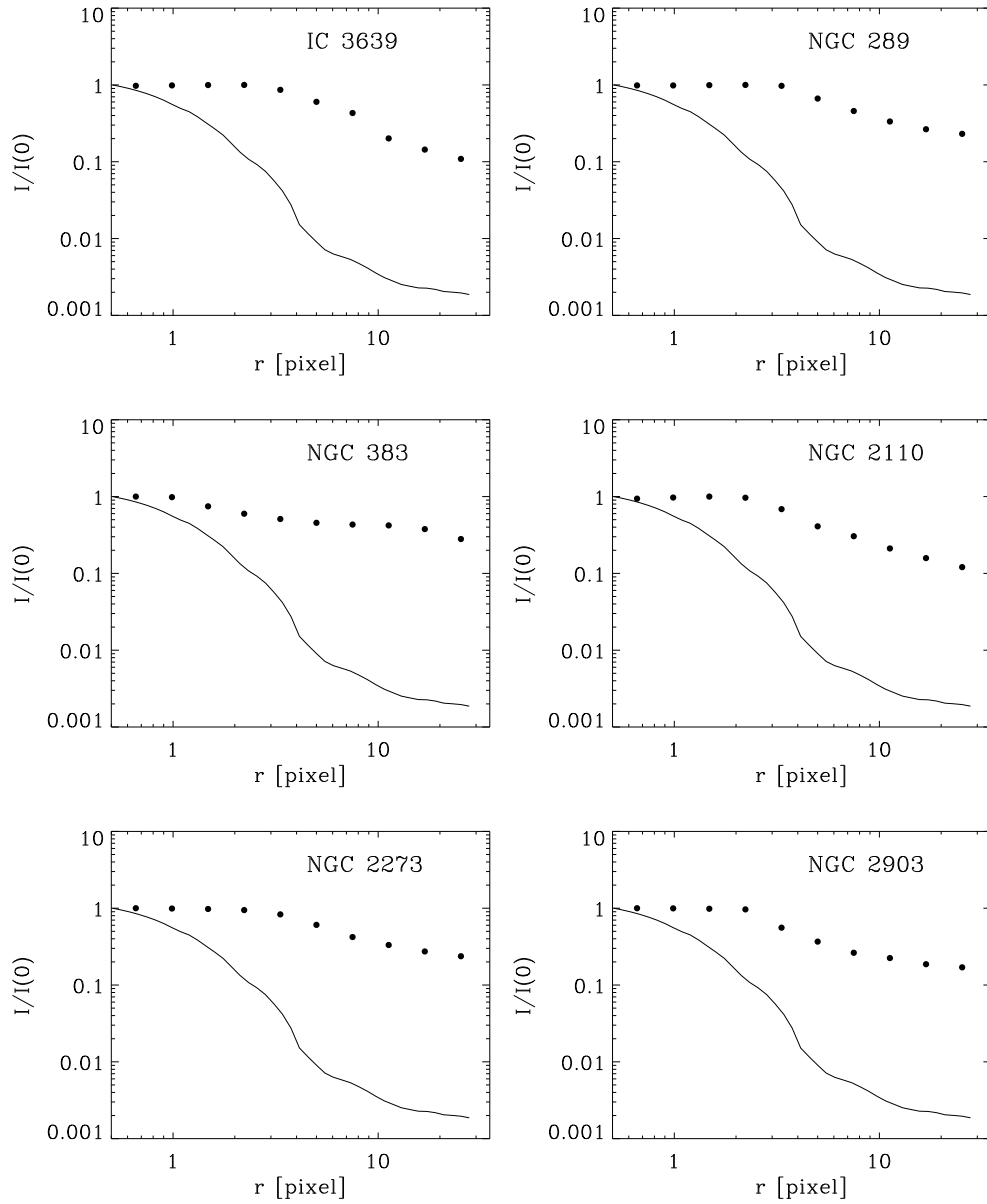 10
IC 3639
1
I/I(0)
0.1
0.01
0.001
1 10
r [pixel]
10
NGC 289
1
I/I(0)
0.1
0.01
0.001
1 10
r [pixel]
10
NGC 383
1
I/I(0)
0.1
0.01
0.001
1 10
r [pixel]
10
NGC 2110
1
I/I(0)
0.1
0.01
0.001
1 10
r [pixel]
10
NGC 2273
1
I/I(0)
0.1
0.01
0.001
1 10
r [pixel]
10
NGC 2903
1
I/I(0)
0.1
0.01
0.001
1 10
r [pixel]